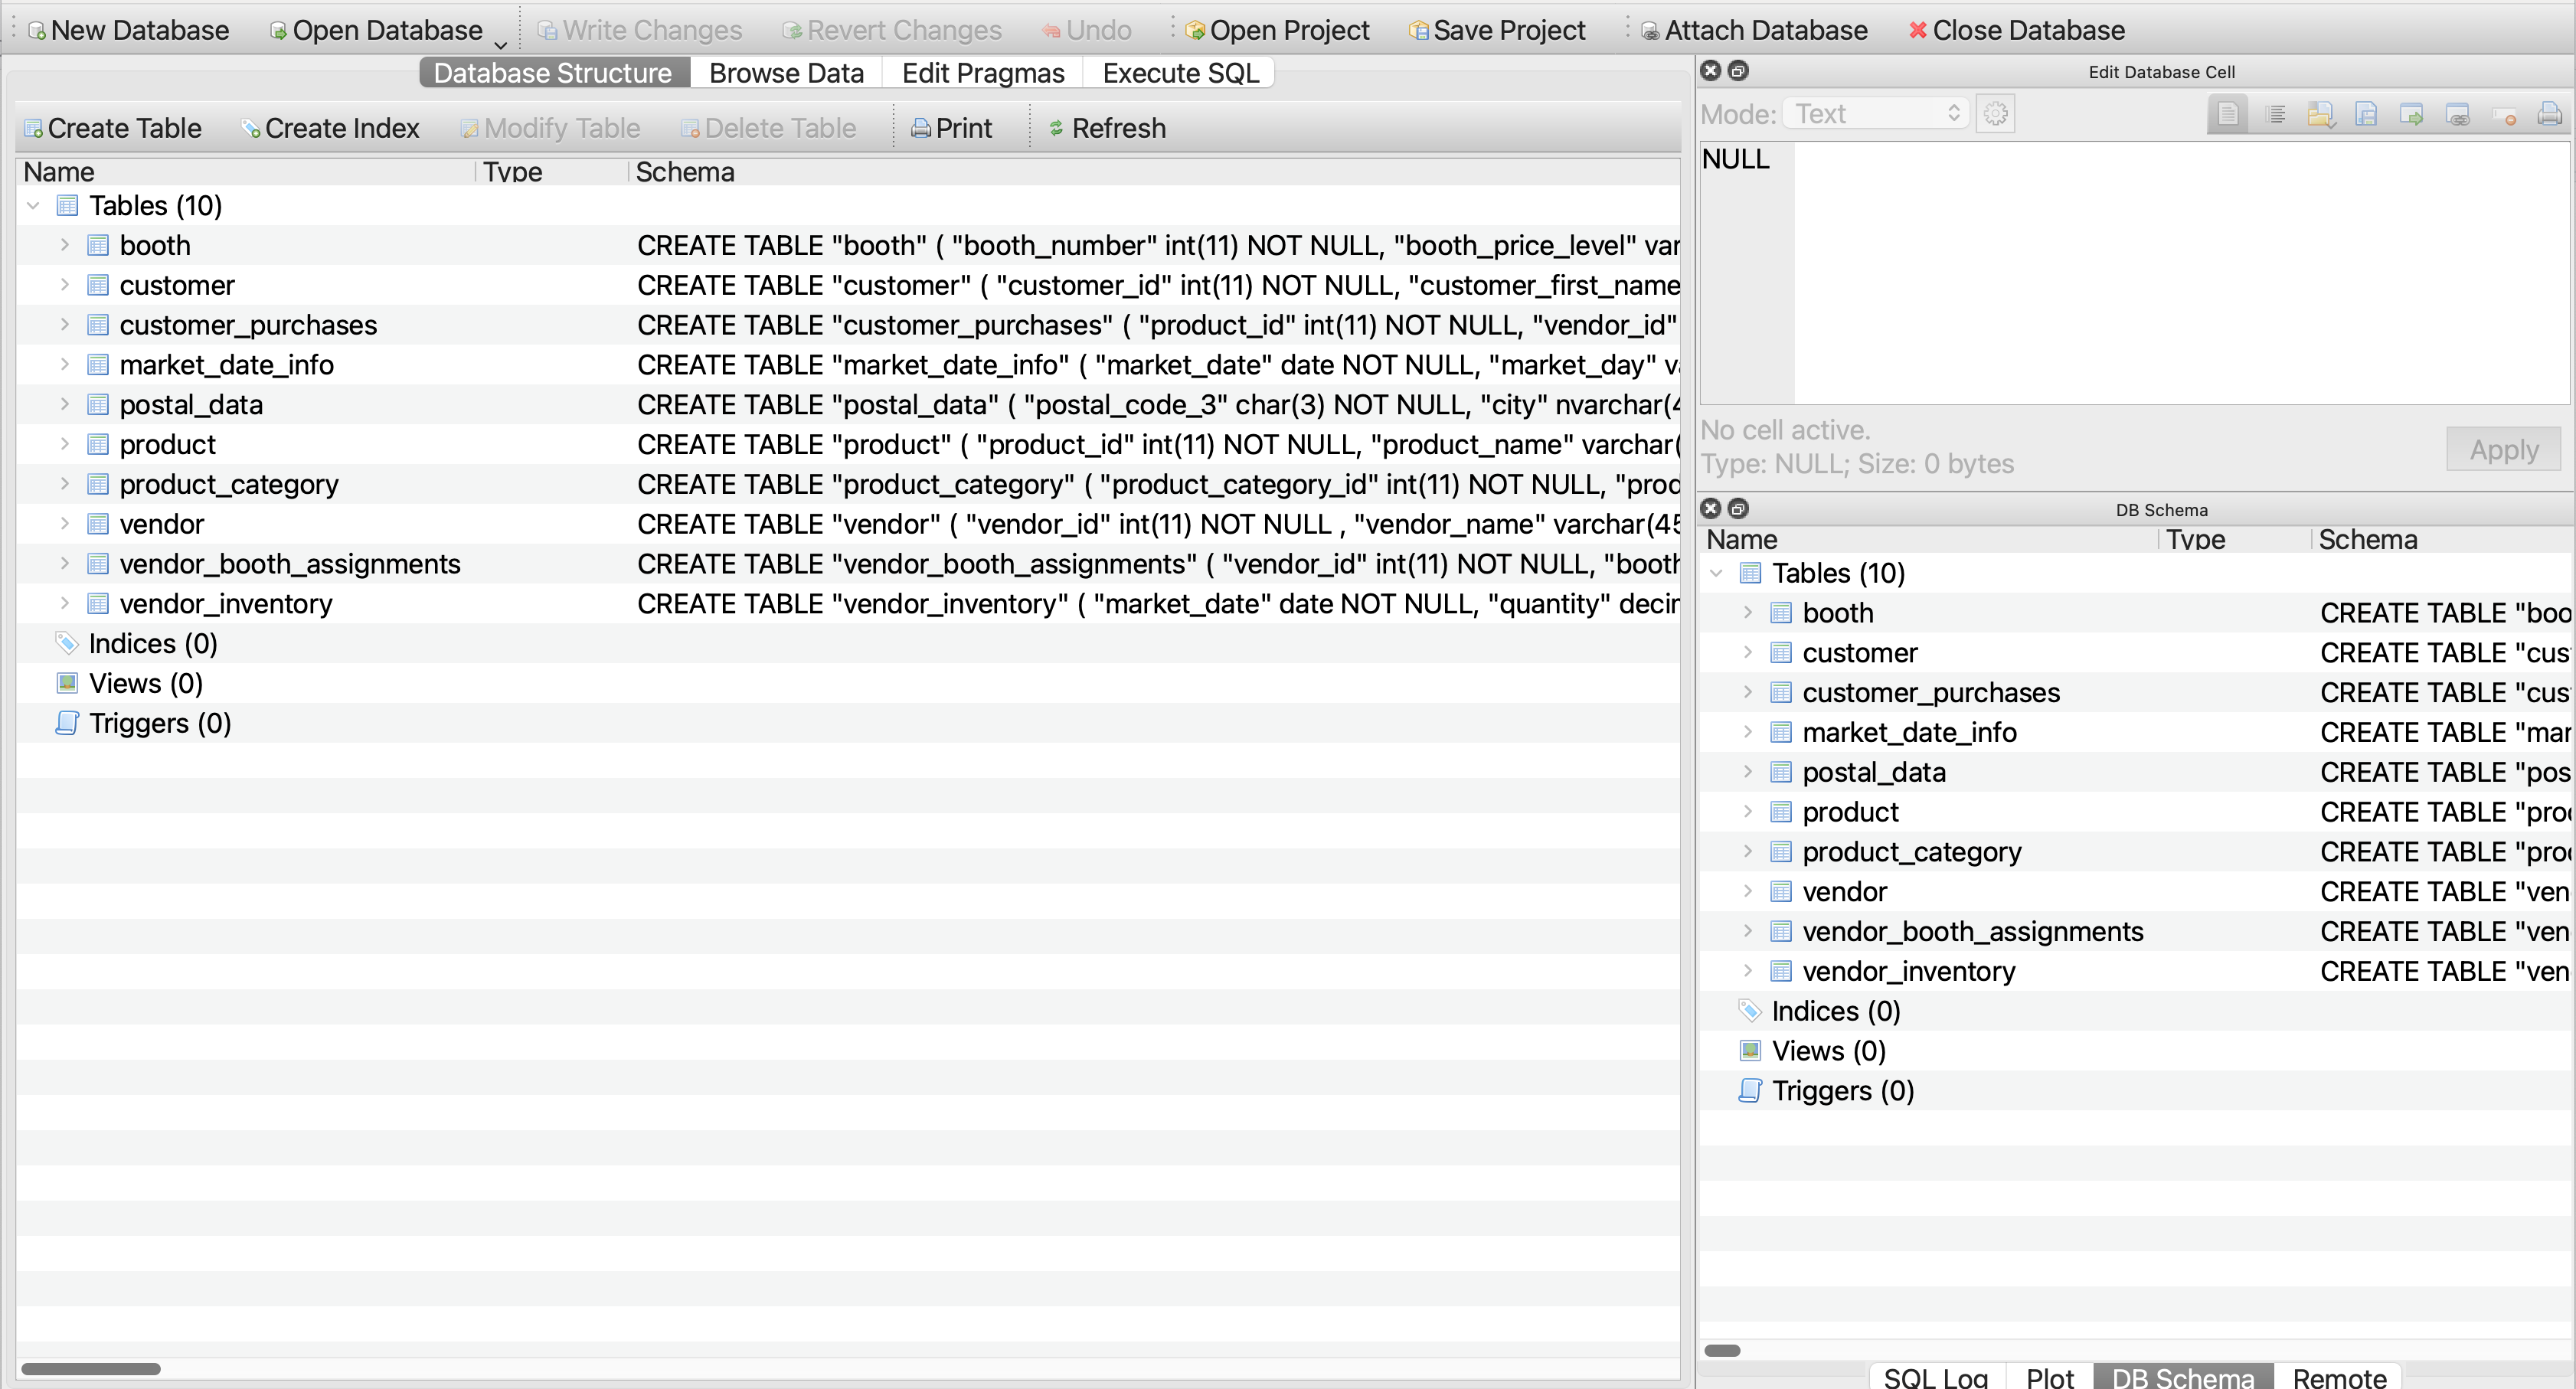 New Database Open Database Write Changes Revert Changes Undo Open Project Save Project Attach Database Close Database
Database Structure Browse Data Edit Pragmas Execute SQL
Create Table Create Index Modify Table Delete Table Print Refresh
Name Type Schema
Tables (10)
booth CREATE TABLE "booth" ( "booth_number" int(11) NOT NULL, "booth_price_level" var
customer CREATE TABLE "customer" ( "customer_id" int(11) NOT NULL, "customer_first_name
customer_purchases CREATE TABLE "customer_purchases" ( "product_id" int(11) NOT NULL, "vendor_id"
market_date_info CREATE TABLE "market_date_info" ( "market_date" date NOT NULL, "market_day" va
postal_data CREATE TABLE "postal_data" ( "postal_code_3" char(3) NOT NULL, "city" nvarchar(4
product CREATE TABLE "product" ( "product_id" int(11) NOT NULL, "product_name" varchar(
product_category CREATE TABLE "product_category" ( "product_category_id" int(11) NOT NULL, "prod
vendor CREATE TABLE "vendor" ( "vendor_id" int(11) NOT NULL , "vendor_name" varchar(45
vendor_booth_assignments CREATE TABLE "vendor_booth_assignments" ( "vendor_id" int(11) NOT NULL, "booth
vendor_inventory CREATE TABLE "vendor_inventory" ( "market_date" date NOT NULL, "quantity" decim
Indices (0)
Views (0)
Triggers (0)
Edit Database Cell
Mode: Text
NULL
No cell active.
Type: NULL; Size: 0 bytes
Apply
DB Schema
Name Type Schema
Tables (10)
booth CREATE TABLE "boo
customer CREATE TABLE "cus
customer_purchases CREATE TABLE "cus
market_date_info CREATE TABLE "mar
postal_data CREATE TABLE "pos
product CREATE TABLE "pro
product_category CREATE TABLE "pro
vendor CREATE TABLE "ven
vendor_booth_assignments CREATE TABLE "ven
vendor_inventory CREATE TABLE "ven
Indices (0)
Views (0)
Triggers (0)
SQL Log Plot DB Schema Remote